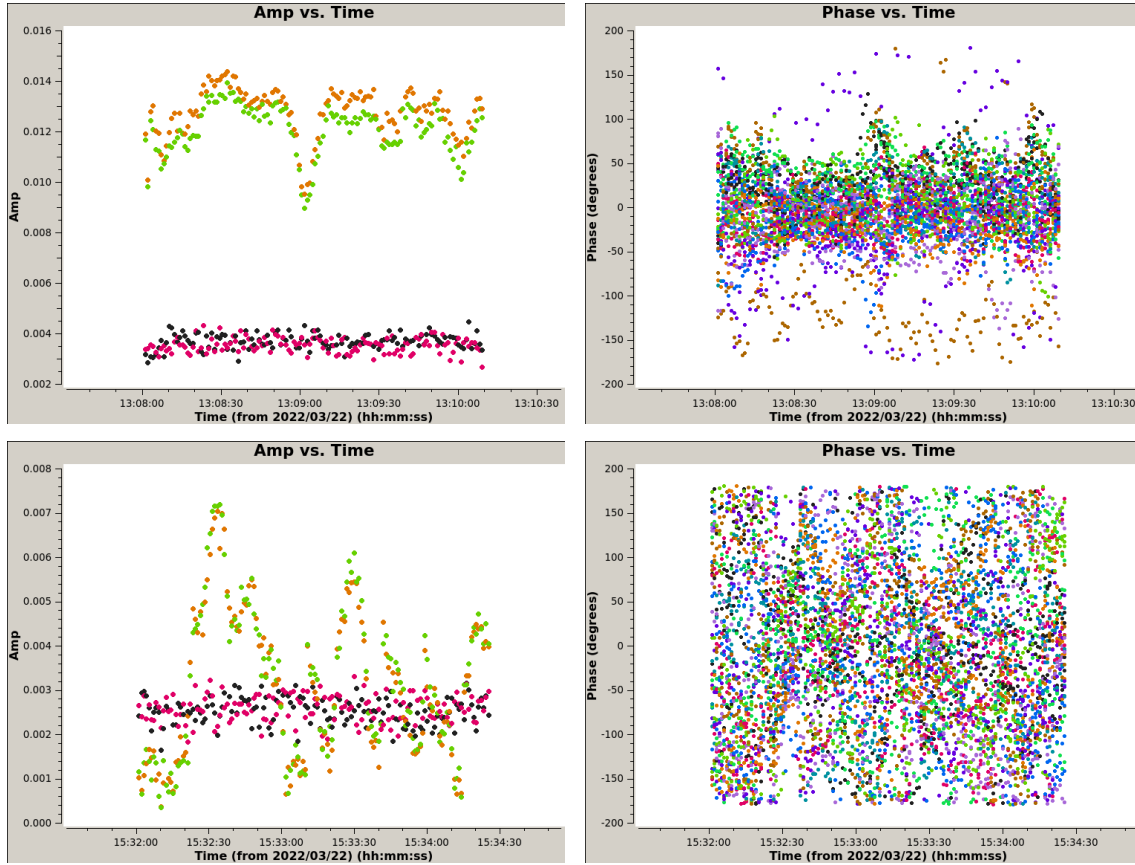 Amp vs. Time
0.016
0.014
0.012
0.010
0.008
0.006
0.004
0.002
Amp
13:08:00 13:08:30 13:09:00 13:09:30 13:10:00 13:10:30
Time (from 2022/03/22) (hh:mm:ss)
Phase vs. Time
200
150
100
50
0
-50
-100
-150
-200
Phase (degrees)
13:08:00 13:08:30 13:09:00 13:09:30 13:10:00 13:10:30
Time (from 2022/03/22) (hh:mm:ss)
Amp vs. Time
0.008
0.007
0.006
0.005
0.004
0.003
0.002
0.001
0.000
Amp
15:32:00 15:32:30 15:33:00 15:33:30 15:34:00 15:34:30
Time (from 2022/03/22) (hh:mm:ss)
Phase vs. Time
200
150
100
50
0
-50
-100
-150
-200
Phase (degrees)
15:32:00 15:32:30 15:33:00 15:33:30 15:34:00 15:34:30
Time (from 2022/03/22) (hh:mm:ss)